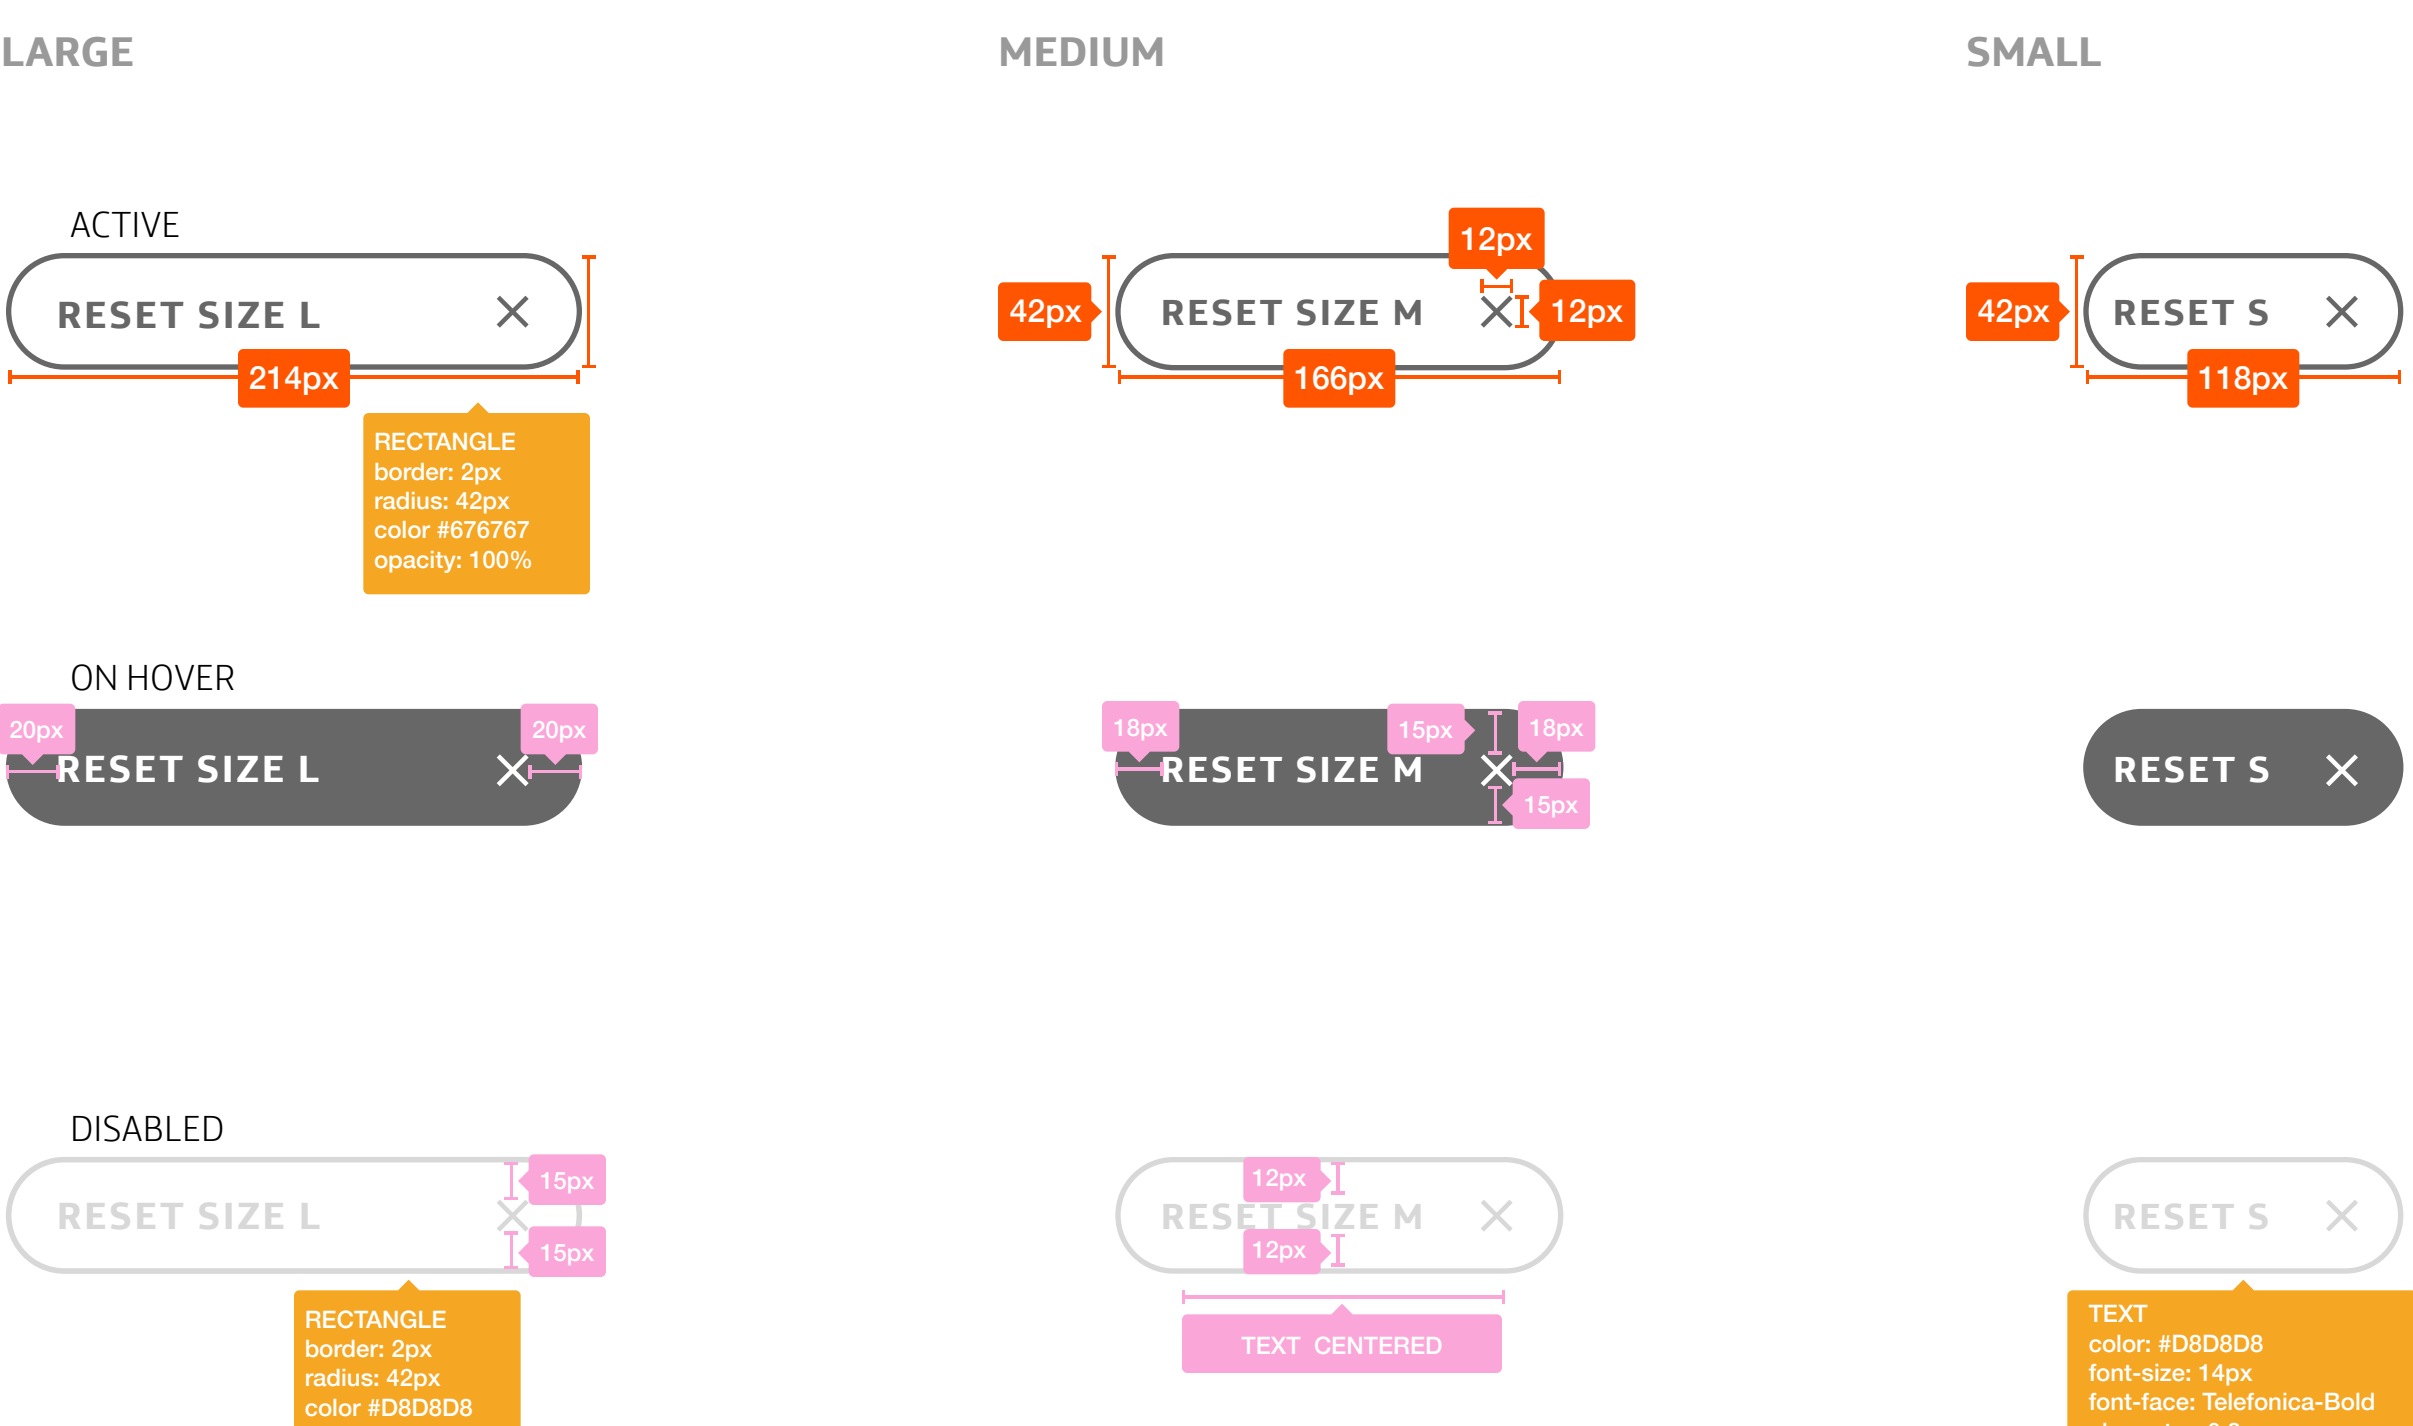 LARGE
MEDIUM
SMALL
ACTIVE
12px
RESET SIZE L
42px
RESET SIZE M
12px
42px
RESET S
214px
166px
118px
RECTANGLE
border: 2px
radius: 42px
color #676767
opacity: 100%
ON HOVER
20px
20px
RESET SIZE L
18px
15px
18px
RESET SIZE M
15px
RESET S
DISABLED
15px
RESET SIZE L
15px
12px
RESET SIZE M
12px
RESET S
TEXT CENTERED
RECTANGLE
border: 2px
radius: 42px
color #D8D8D8
TEXT
color: #D8D8D8
font-size: 14px
font-face: Telefonica-Bold